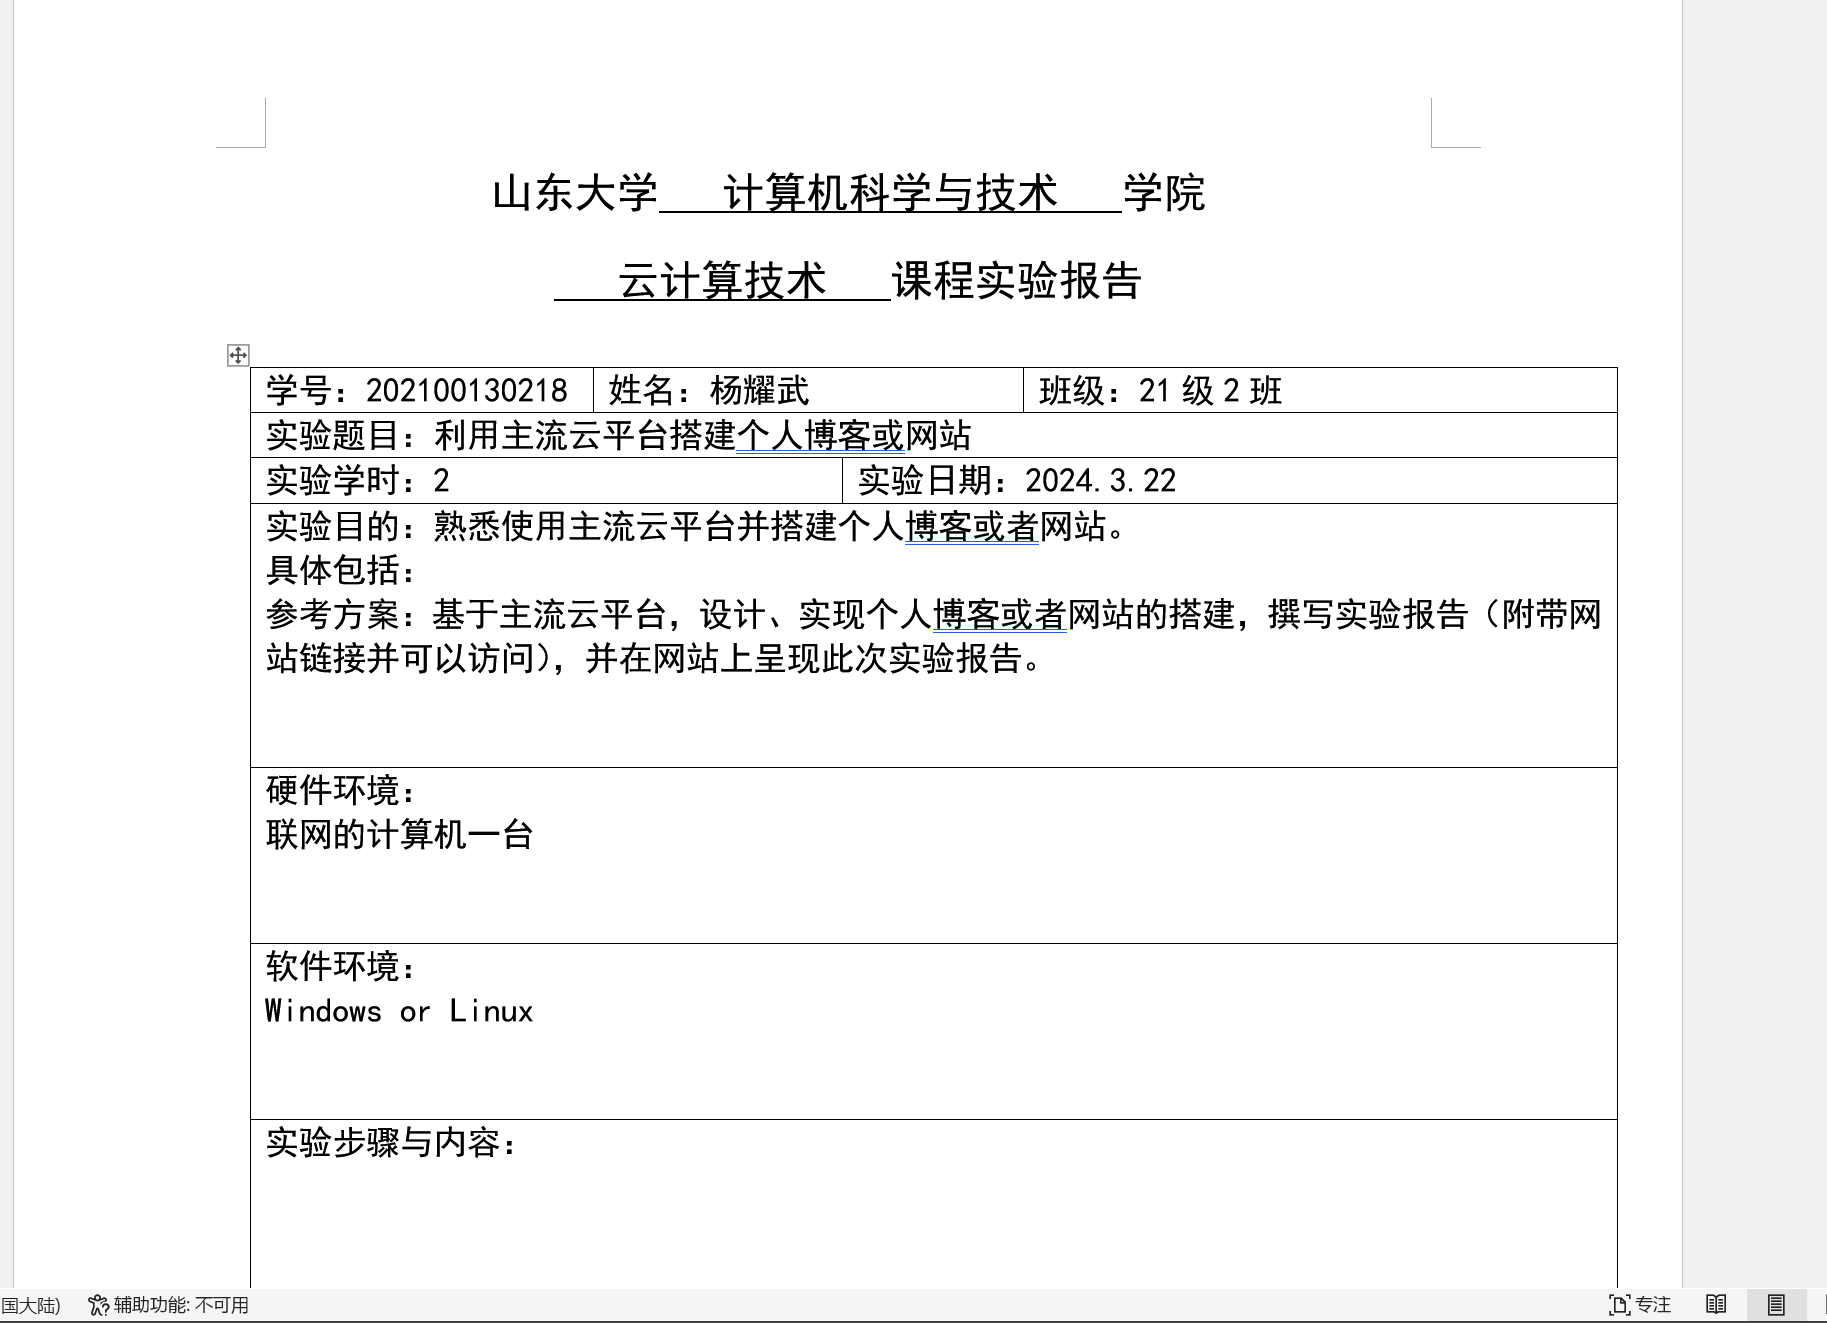 山东大学 计算机科学与技术 学院
云计算技术 课程实验报告
学号：202100130218 姓名：杨耀武 班级：21 级 2 班
实验题目：利用主流云平台搭建个人博客或网站
实验学时：2 实验日期：2024.3.22
实验目的：熟悉使用主流云平台并搭建个人博客或者网站。
具体包括：
参考方案：基于主流云平台，设计、实现个人博客或者网站的搭建，撰写实验报告（附带网
站链接并可以访问），并在网站上呈现此次实验报告。
硬件环境：
联网的计算机一台
软件环境：
Windows or Linux
实验步骤与内容：
国大陆) 辅助功能: 不可用 专注